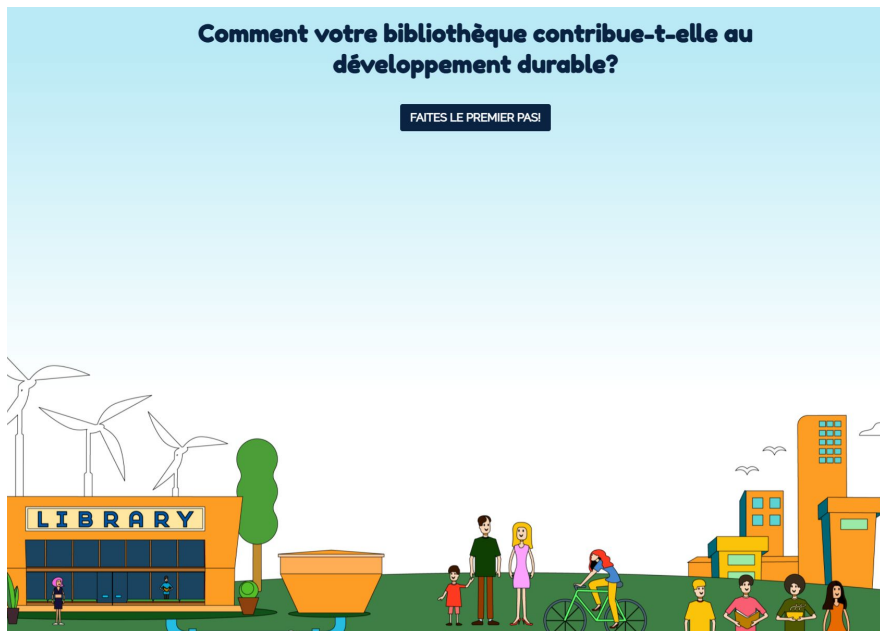 Comment votre bibliothèque contribue-t-elle au
développement durable?
FAITES LE PREMIER PAS!
LIBRARY